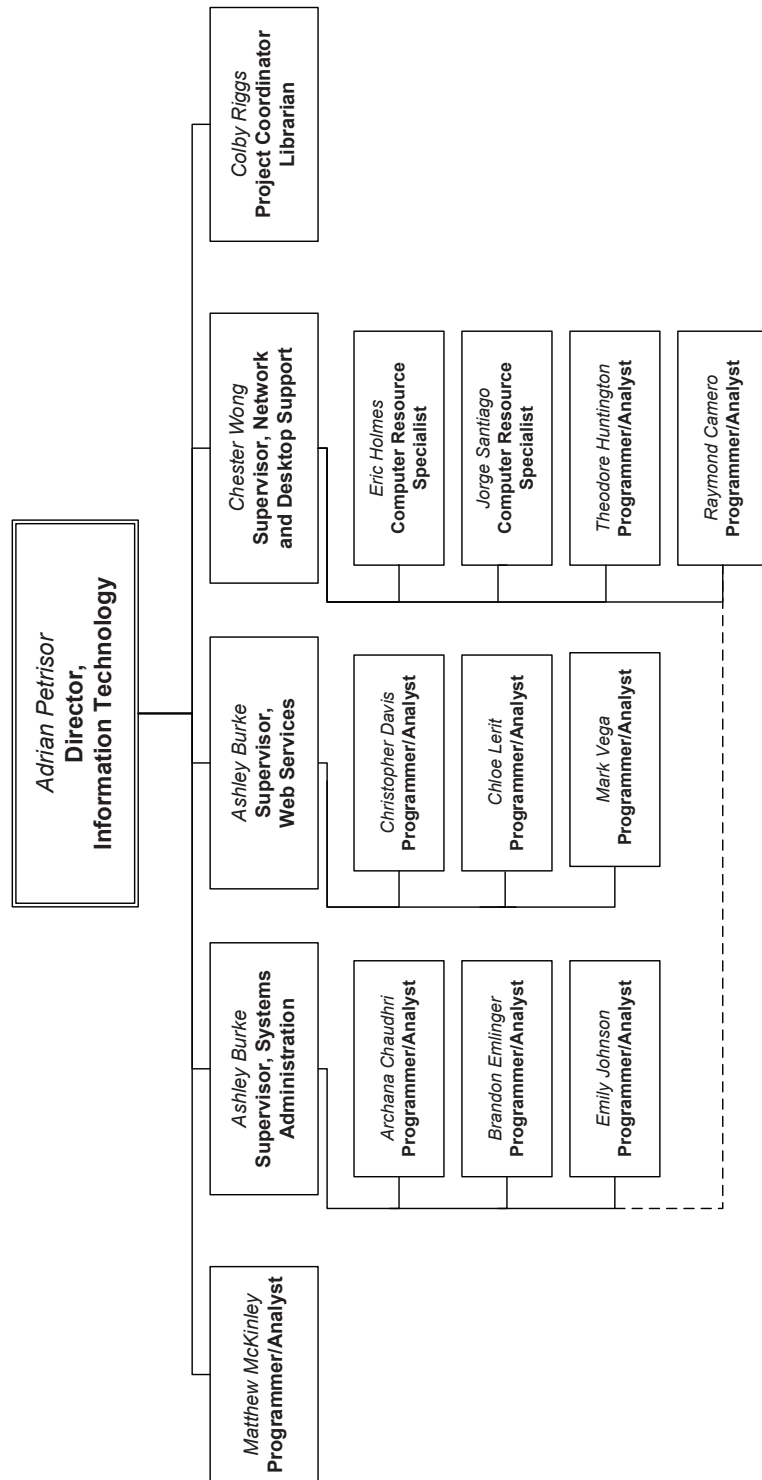 Adrian Petrisor
Director,
Information Technology
Matthew McKinley
Programmer/Analyst
Ashley Burke
Supervisor, Systems
Administration
Archana Chaudhri
Programmer/Analyst
Brandon Emlinger
Programmer/Analyst
Emily Johnson
Programmer/Analyst
Ashley Burke
Supervisor,
Web Services
Christopher Davis
Programmer/Analyst
Chloe Lerit
Programmer/Analyst
Mark Vega
Programmer/Analyst
Chester Wong
Supervisor, Network
and Desktop Support
Eric Holmes
Computer Resource
Specialist
Jorge Santiago
Computer Resource
Specialist
Theodore Huntington
Programmer/Analyst
Raymond Camero
Programmer/Analyst
Colby Riggs
Project Coordinator
Librarian